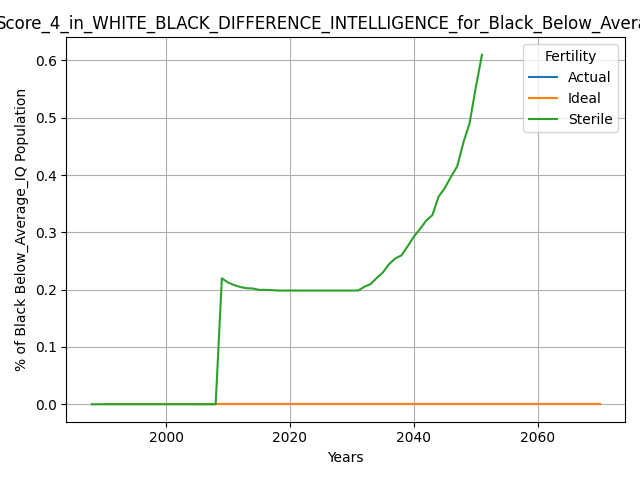 Score_4_in_WHITE_BLACK_DIFFERENCE_INTELLIGENCE_for_Black_Below_Avera
% of Black Below_Average_IQ Population
0.6
0.5
0.4
0.3
0.2
0.1
0.0
Fertility
Actual
Ideal
Sterile
2000
2020
2040
2060
Years